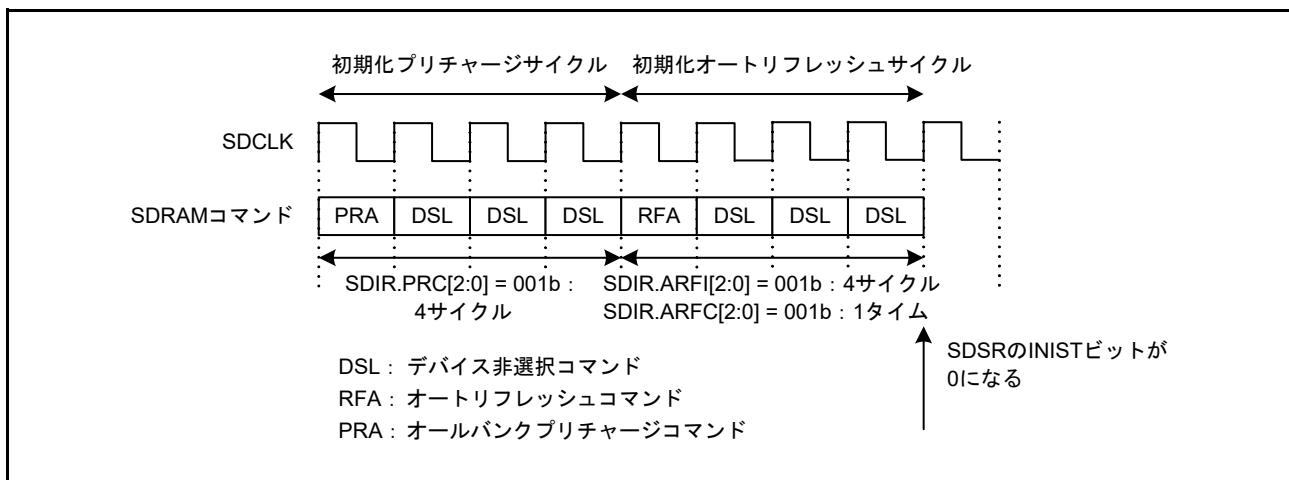 初期化プリチャージサイクル 初期化オートリフレッシュサイクル
SDCLK
SDRAMコマンド PRA DSL DSL DSL RFA DSL DSL DSL
SDIR.PRC[2:0] = 001b :
4サイクル
SDIR.ARFI[2:0] = 001b : 4サイクル
SDIR.ARFC[2:0] = 001b : 1タイム
SDSRのINISTビットが
0になる
DSL : デバイス非選択コマンド
RFA : オートリフレッシュコマンド
PRA : オールバンクプリチャージコマンド